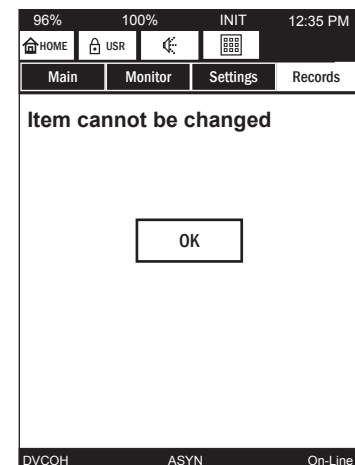 96% 100% INIT 12:35 PM
HOME USR
Main Monitor Settings Records
Item cannot be changed
OK
DVCOH ASYN On-Line